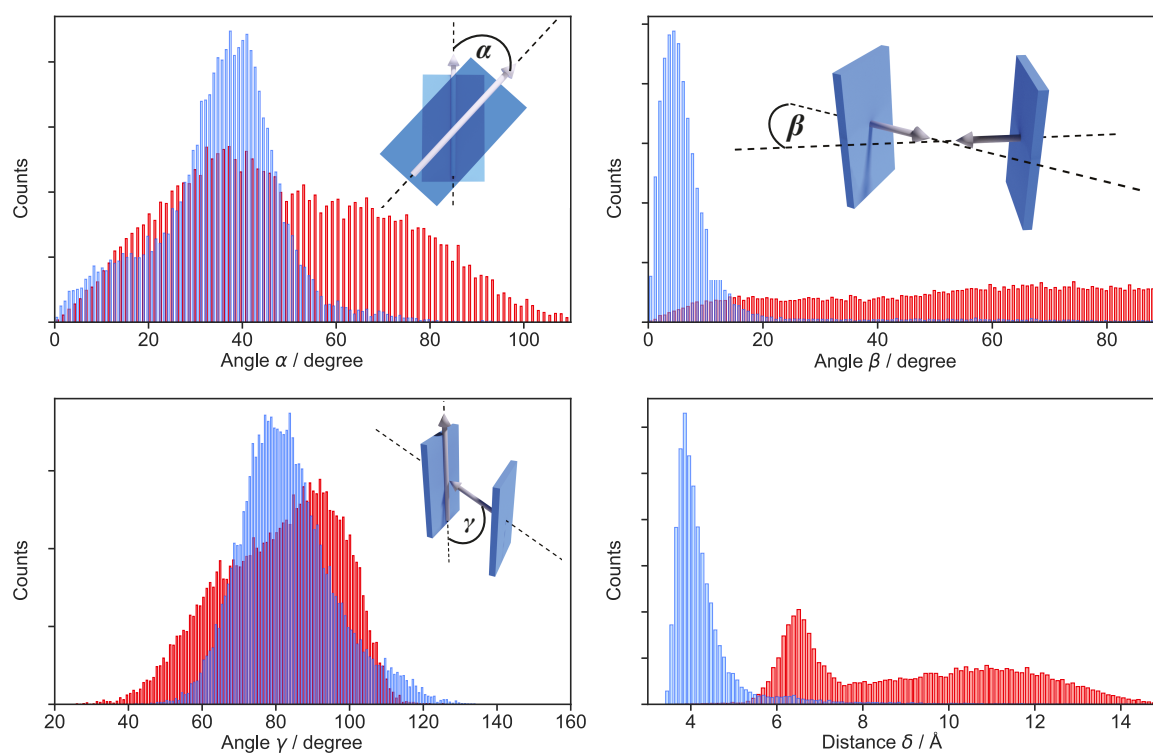 Counts
α
0 20 40 60 80 100
Angle α / degree
Counts
β
0 20 40 60 80
Angle β / degree
Counts
γ
20 40 60 80 100 120 140 160
Angle γ / degree
Counts
4 6 8 10 12 14
Distance δ / Å